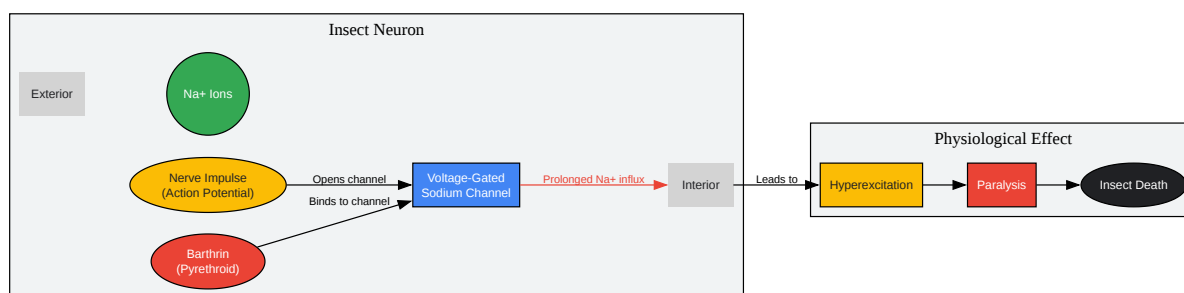 Insect Neuron
Exterior
Na+ Ions
Nerve Impulse
(Action Potential)
Opens channel
Binds to channel
Barthrin
(Pyrethroid)
Voltage-Gated
Sodium Channel
Prolonged Na+ influx
Interior
Leads to
Physiological Effect
Hyperexcitation
Paralysis
Insect Death